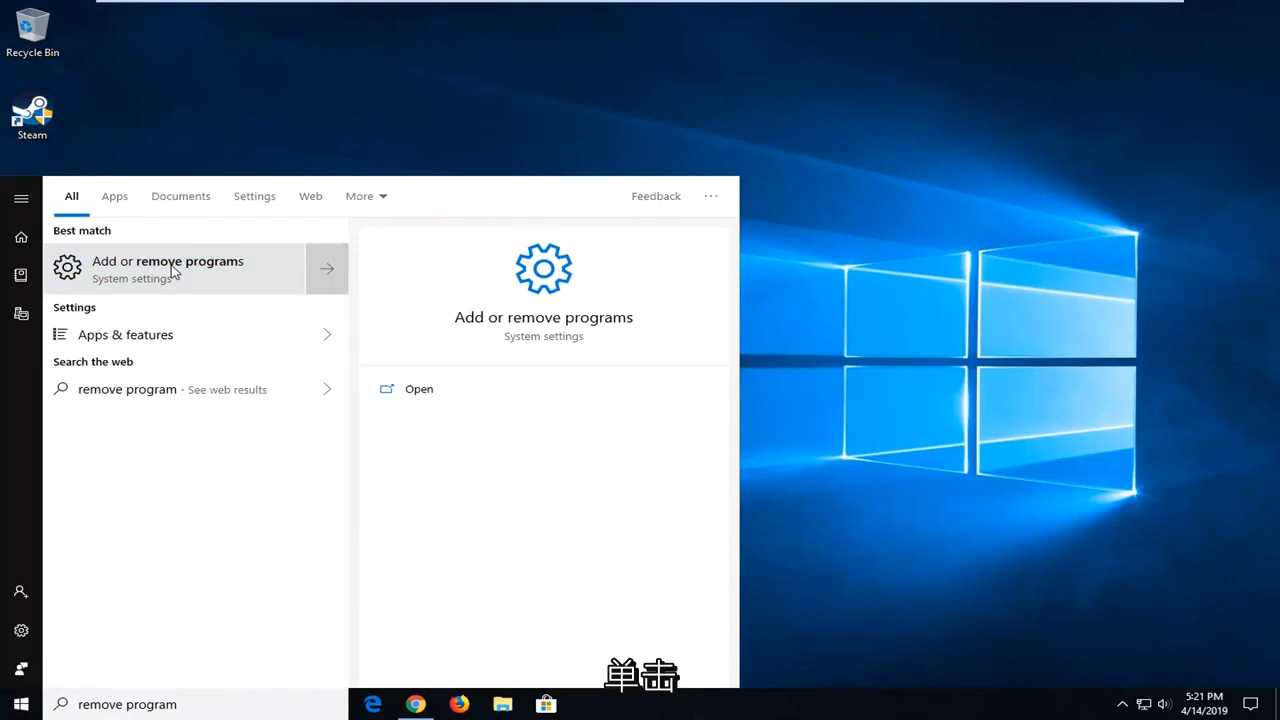 Recycle Bin
Steam
All Apps Documents Settings Web More Feedback ...
Best match
Add or remove programs
System settings
Settings
Apps & features
Search the web
remove program - See web results
Add or remove programs
System settings
Open
单击
remove program
5:21 PM
4/14/2019